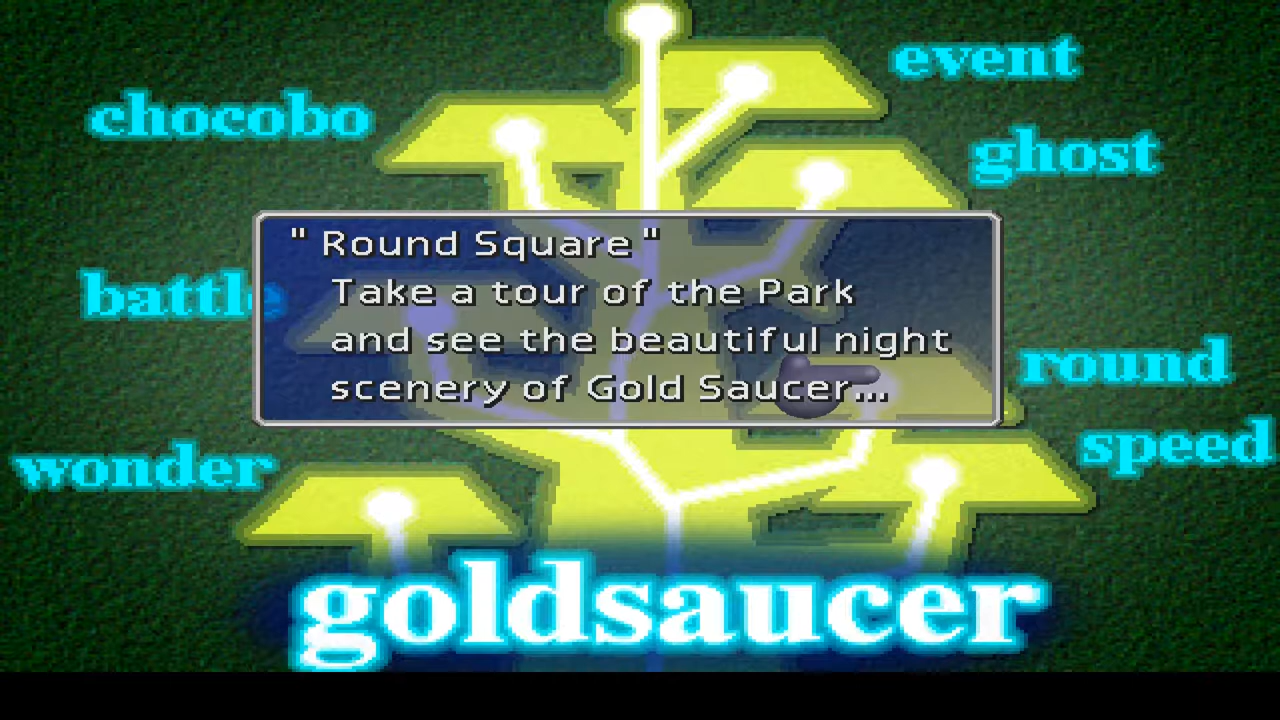 event
chocobo
ghost
" Round Square "
Take a tour of the Park
and see the beautiful night
scenery of Gold Saucer...
battle
round
speed
wonder
goldsaucer